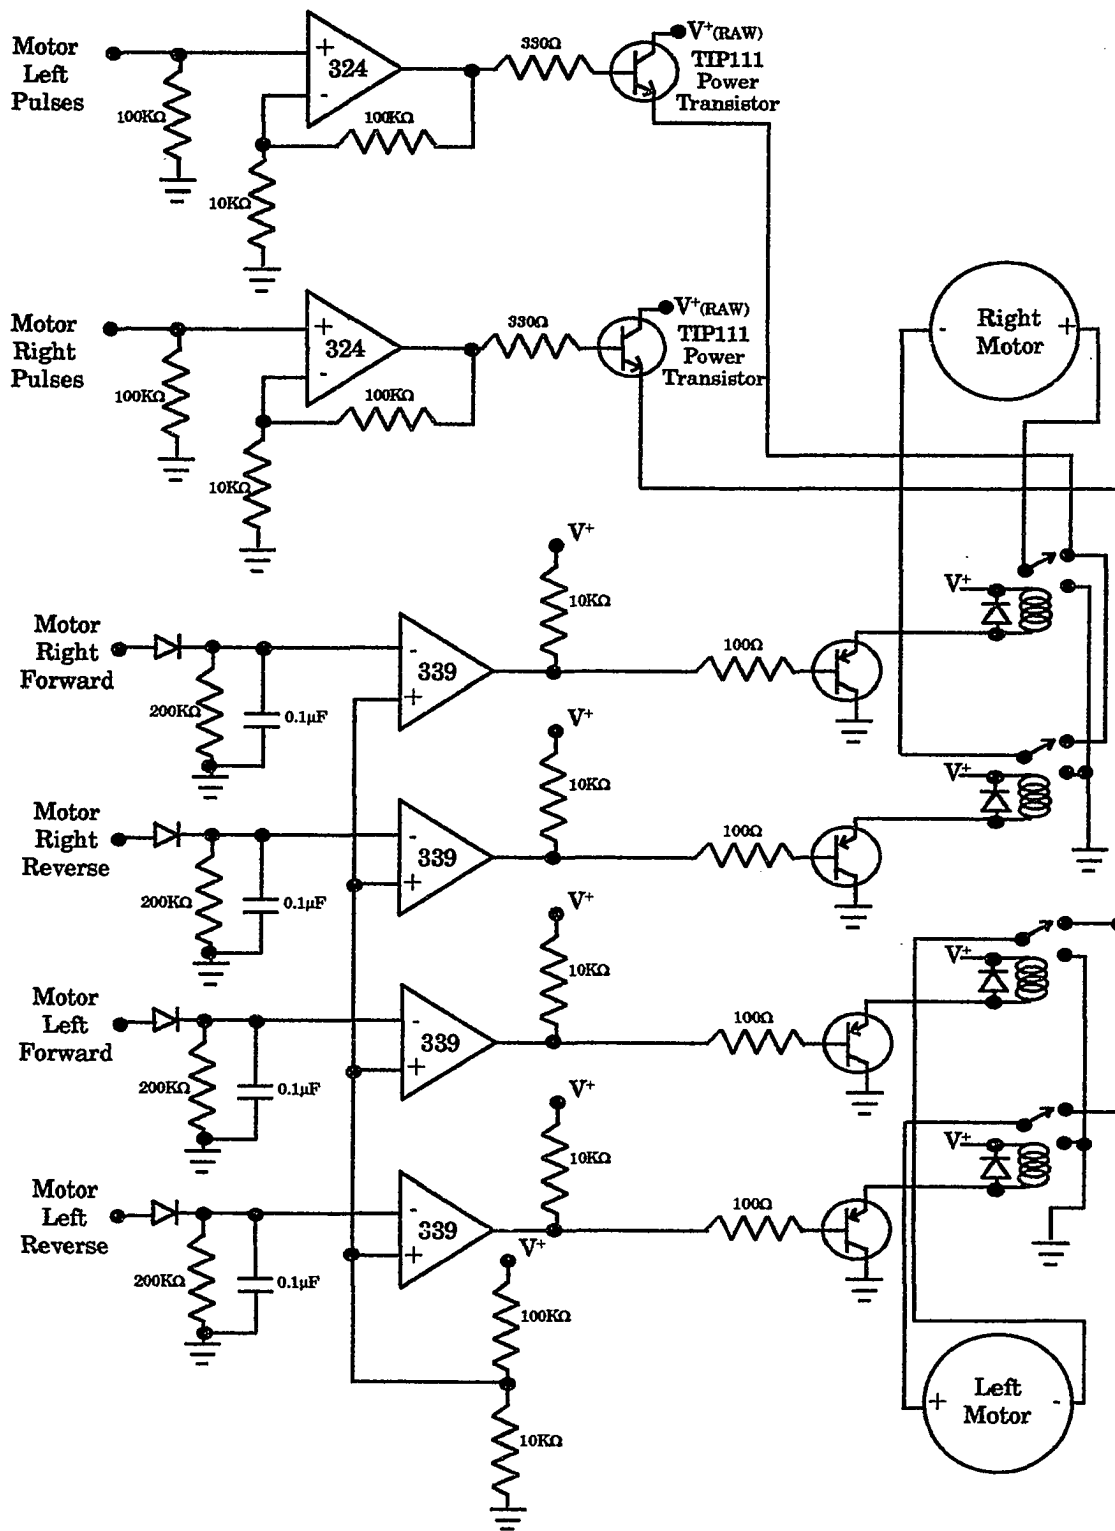 Motor
Left
Pulses
100KΩ
+
-
324
330Ω
100KΩ
10KΩ
V+(RAW)
TIP111
Power
Transistor
Motor
Right
Pulses
100KΩ
+
-
324
330Ω
100KΩ
10KΩ
V+(RAW)
TIP111
Power
Transistor
-
Right
Motor
+
Motor
Right
Forward
200KΩ
0.1µF
-
+
339
V+
10KΩ
100Ω
V+
Motor
Right
Reverse
200KΩ
0.1µF
-
+
339
V+
10KΩ
100Ω
V+
Motor
Left
Forward
200KΩ
0.1µF
-
+
339
V+
10KΩ
100Ω
V+
Motor
Left
Reverse
200KΩ
0.1µF
-
+
339
V+
10KΩ
100Ω
V+
V+
100KΩ
10KΩ
+
Left
Motor
-